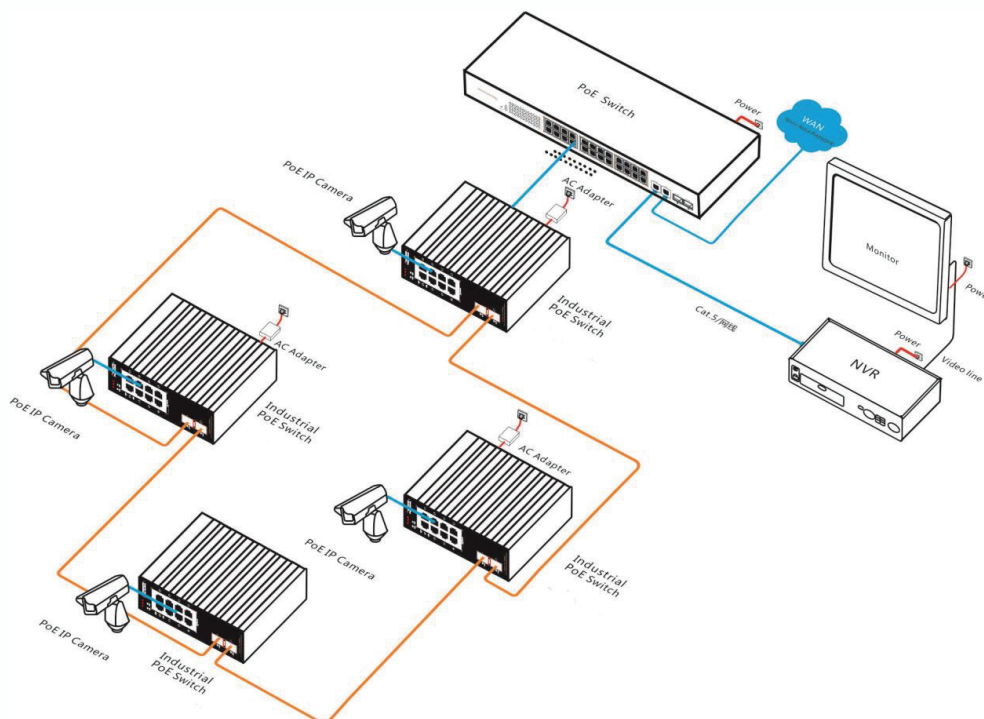 PoE Switch
Power
WAN
PoE IP Camera
AC Adapter
Industrial
PoE Switch
Monitor
Power
Cat.5/网线
Power
NVR
Video line
AC Adapter
PoE IP Camera
Industrial
PoE Switch
AC Adapter
PoE IP Camera
Industrial
PoE Switch
PoE IP Camera
Industrial
PoE Switch